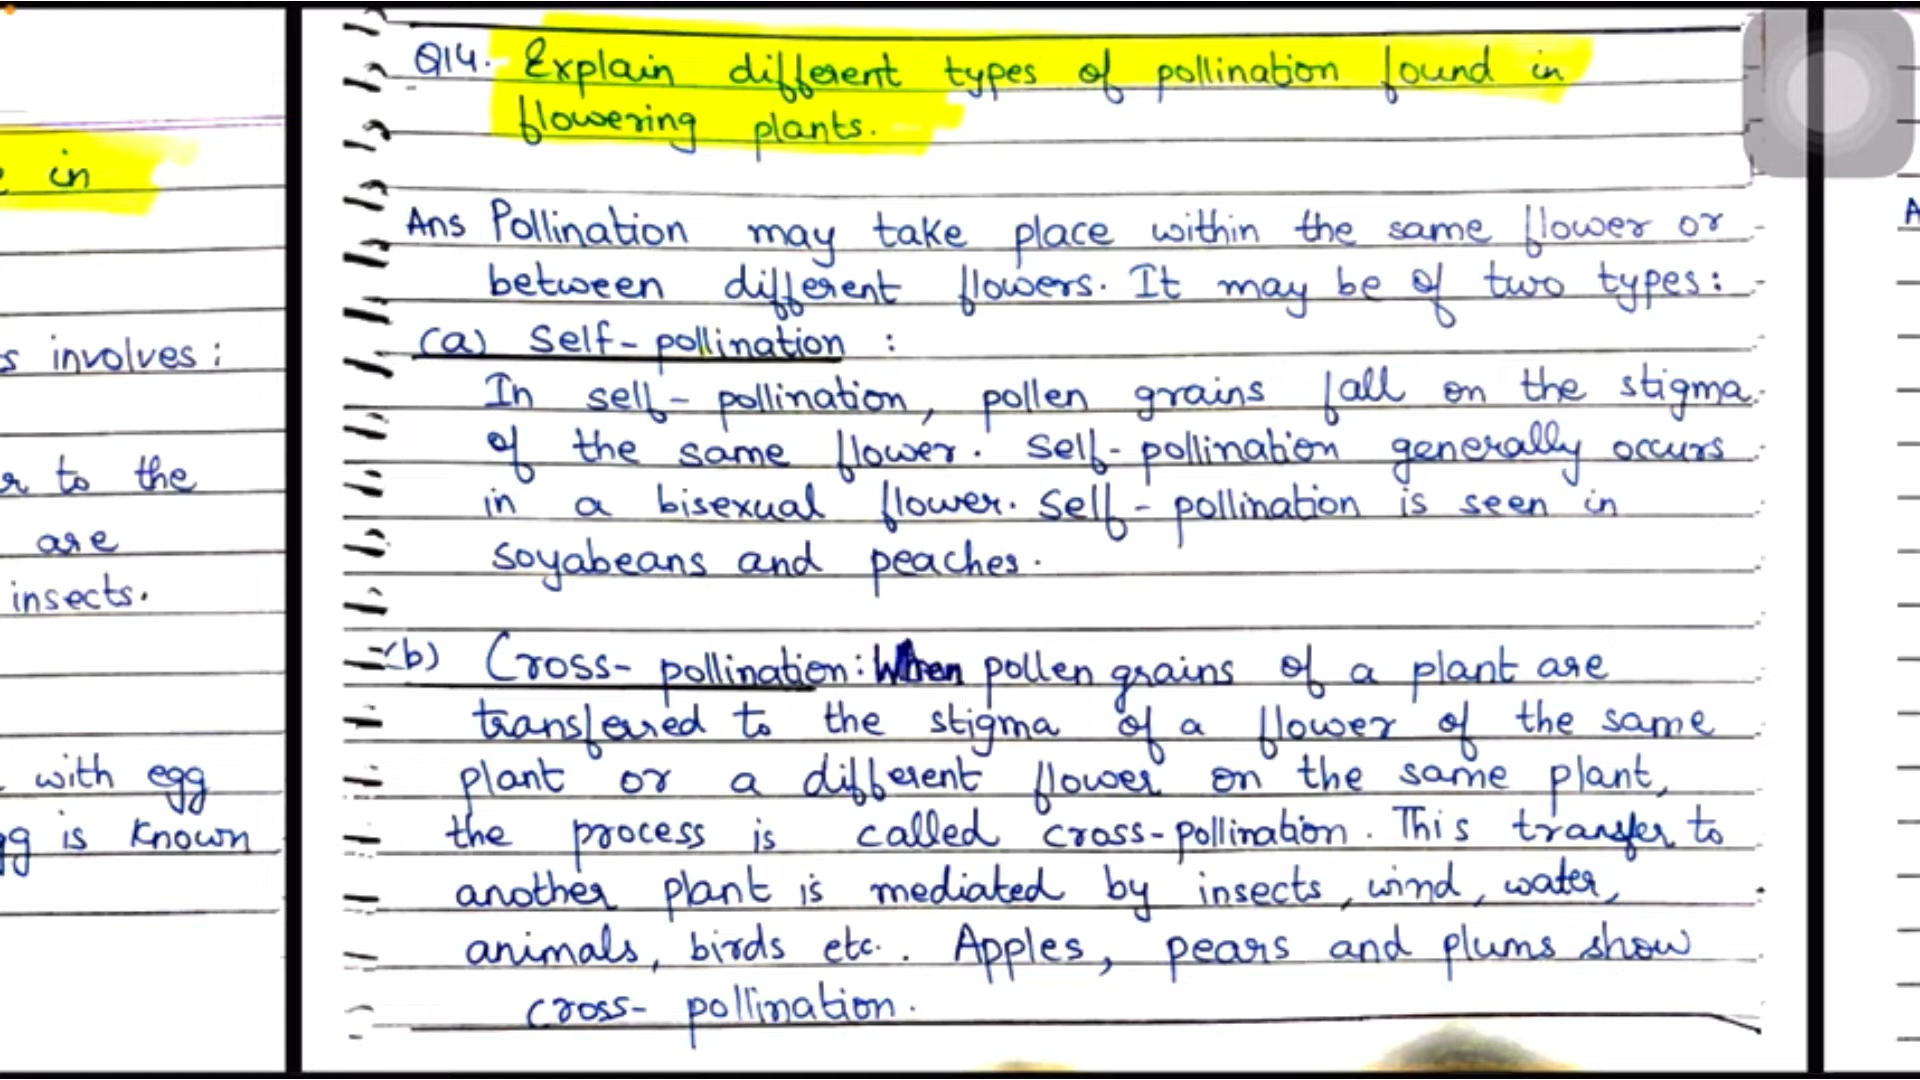 e in
s involves:
r to the
are
insects.
with egg
gg is known
Q14. Explain different types of pollination found in
flowering plants.
Ans Pollination may take place within the same flower or
between different flowers. It may be of two types:
(a) Self-pollination :
In self-pollination, pollen grains fall on the stigma
of the same flower. Self-pollination generally occurs
in a bisexual flower. Self-pollination is seen in
soyabeans and peaches.
(b) Cross-pollination: When pollen grains of a plant are
transferred to the stigma of a flower of the same
plant or a different flower on the same plant,
the process is called cross-pollination. This transfer to
another plant is mediated by insects, wind, water,
animals, birds etc. Apples, pears and plums show
cross-pollination.
A